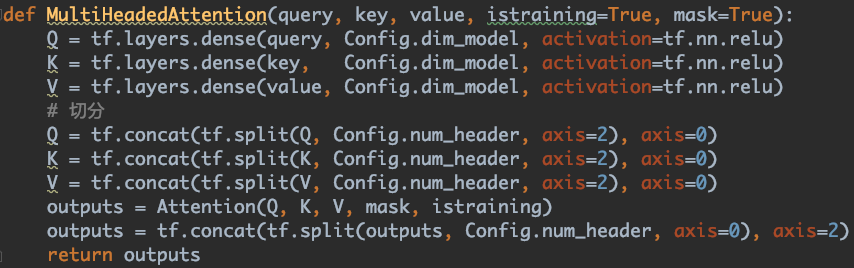 def MultiHeadedAttention(query, key, value, istraining=True, mask=True):
    Q = tf.layers.dense(query, Config.dim_model, activation=tf.nn.relu)
    K = tf.layers.dense(key,   Config.dim_model, activation=tf.nn.relu)
    V = tf.layers.dense(value, Config.dim_model, activation=tf.nn.relu)
    # 切分
    Q = tf.concat(tf.split(Q, Config.num_header, axis=2), axis=0)
    K = tf.concat(tf.split(K, Config.num_header, axis=2), axis=0)
    V = tf.concat(tf.split(V, Config.num_header, axis=2), axis=0)
    outputs = Attention(Q, K, V, mask, istraining)
    outputs = tf.concat(tf.split(outputs, Config.num_header, axis=0), axis=2)
    return outputs